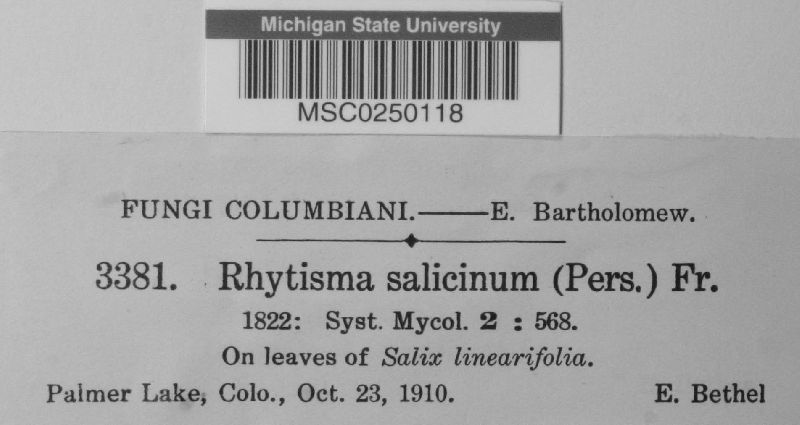 Michigan State University
MSC0250118
FUNGI COLUMBIANI.——E. Bartholomew.
3381. Rhytisma salicinum (Pers.) Fr.
1822: Syst. Mycol. 2 : 568.
On leaves of Salix linearifolia.
Palmer Lake, Colo., Oct. 23, 1910. E. Bethel